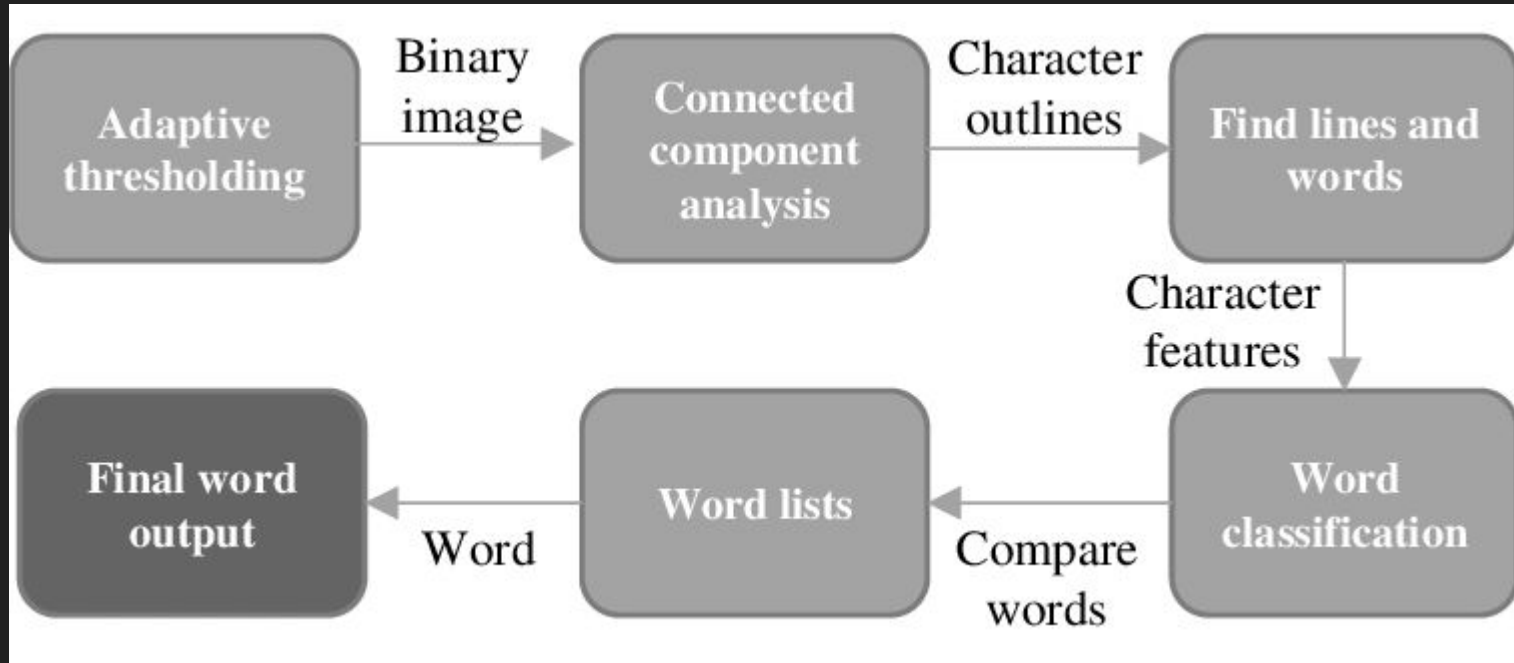 Adaptive
thresholding
Binary
image
Connected
component
analysis
Character
outlines
Find lines and
words
Character
features
Word
classification
Compare
words
Word lists
Word
Final word
output